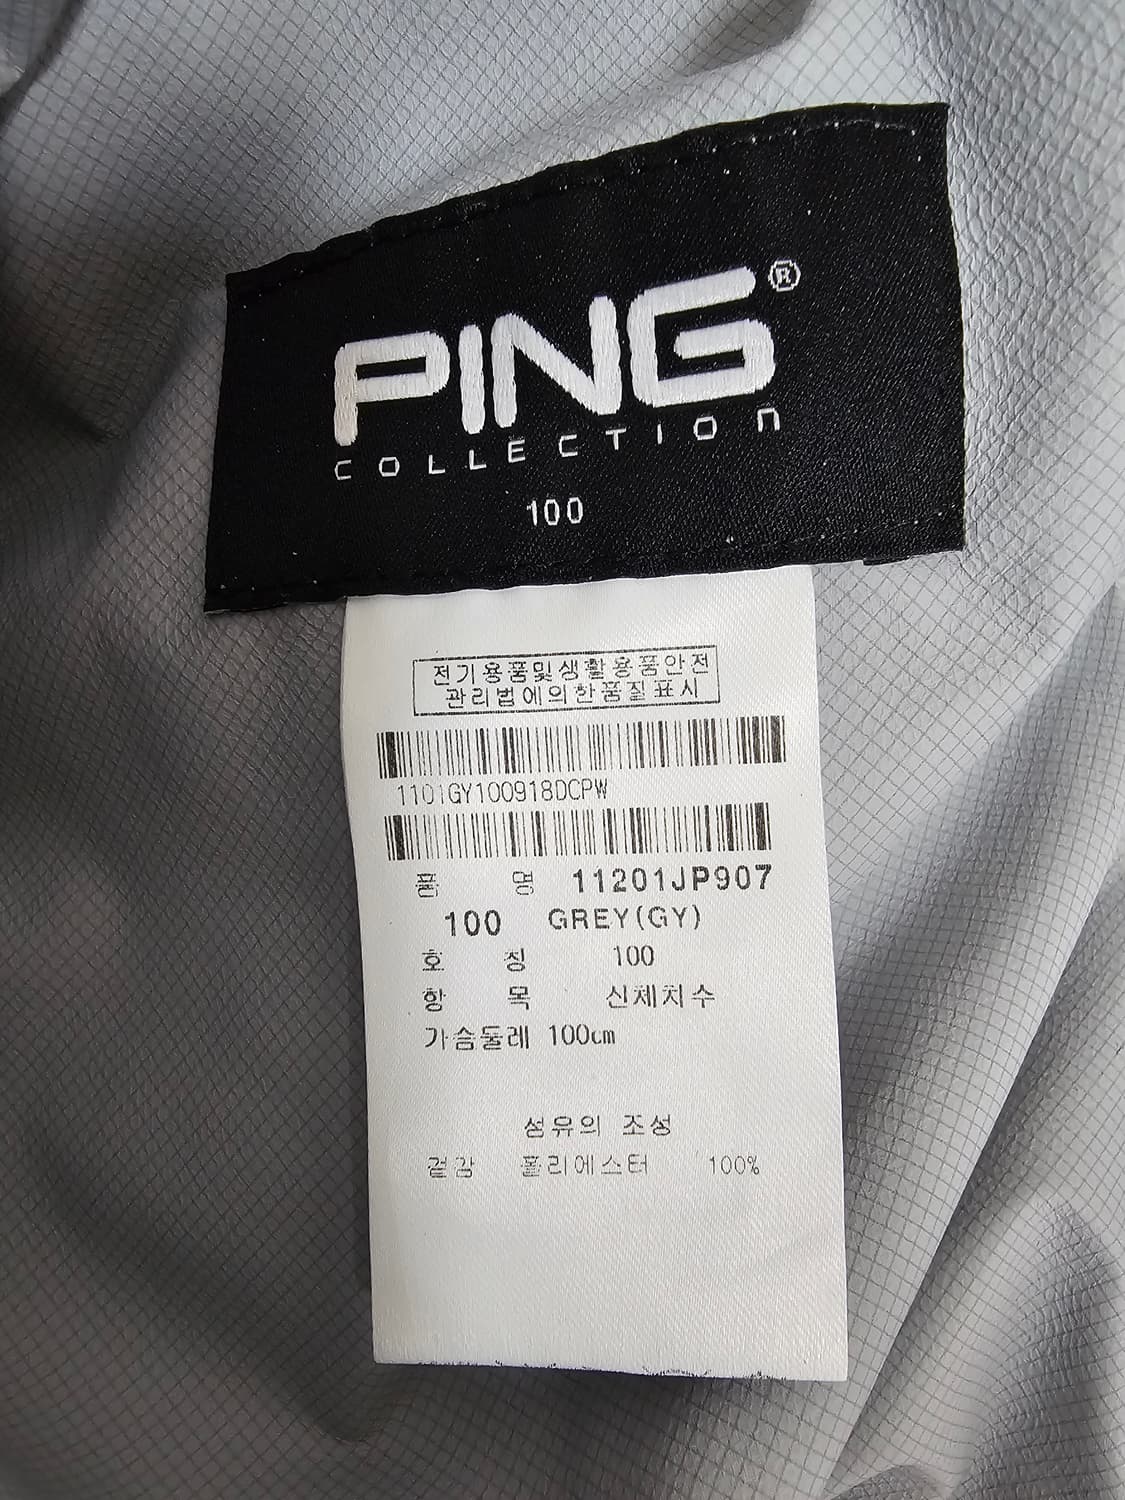 PING®
COLLECTION
100
전기용품및생활용품안전
관리법에의한품질표시
1101GY100918DCPW
품 명 11201JP907
100 GREY(GY)
호 칭 100
항 목 신체치수
가슴둘레 100cm
섬유의 조성
겉감 폴리에스터 100%